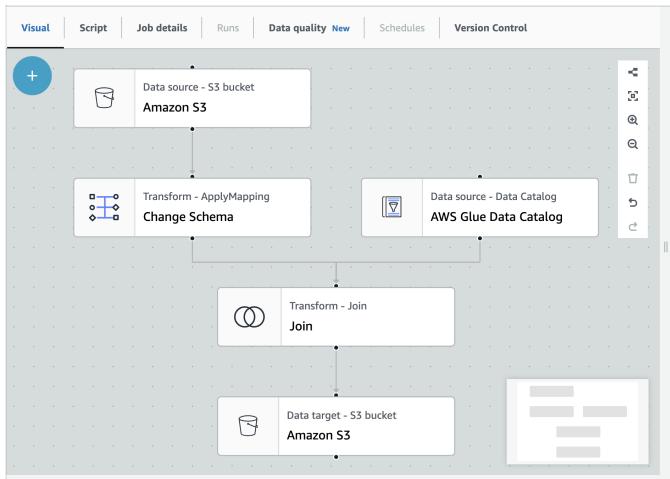 Visual Script Job details Runs Data quality New Schedules Version Control
+
Data source - S3 bucket
Amazon S3
Transform - ApplyMapping
Change Schema
Data source - Data Catalog
AWS Glue Data Catalog
Transform - Join
Join
Data target - S3 bucket
Amazon S3